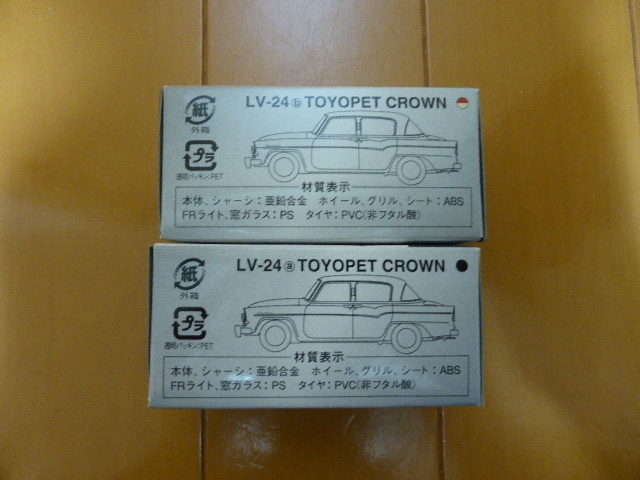 LV-24ⓑTOYOPET CROWN
紙
外箱
プラ
透明パッキン:PET
材質表示
本体、シャーシ:亜鉛合金 ホイール、グリル、シート:ABS
FRライト、窓ガラス:PS タイヤ:PVC(非フタル酸)
LV-24ⓐTOYOPET CROWN
紙
外箱
プラ
透明パッキン:PET
材質表示
本体、シャーシ:亜鉛合金 ホイール、グリル、シート:ABS
FRライト、窓ガラス:PS タイヤ:PVC(非フタル酸)